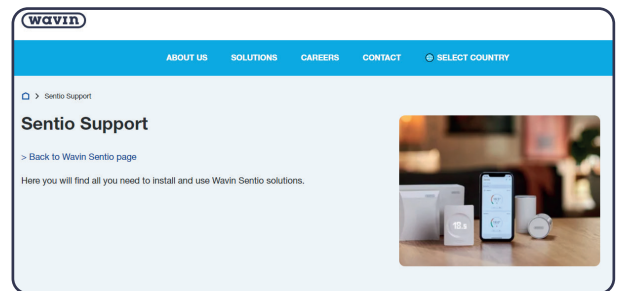 wavin
ABOUT US SOLUTIONS CAREERS CONTACT SELECT COUNTRY
> Sentio Support
Sentio Support
> Back to Wavin Sentio page
Here you will find all you need to install and use Wavin Sentio solutions.